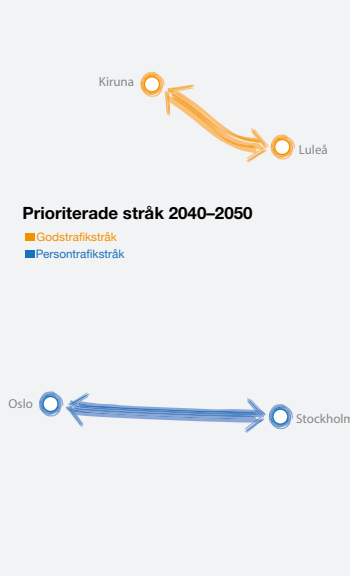 Kiruna
Luleå
Prioriterade stråk 2040–2050
Godstrafikstråk
Persontrafikstråk
Oslo
Stockholm